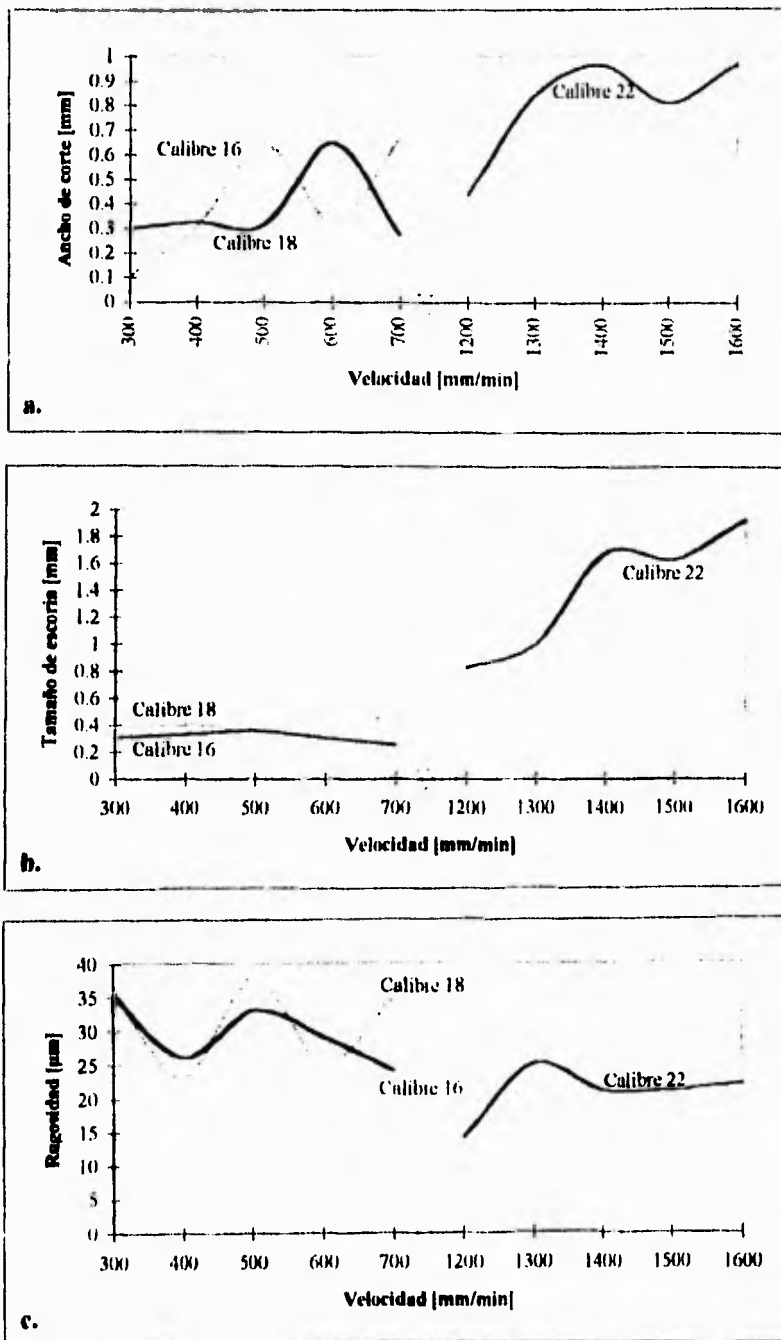 Ancho de corte [mm]
1
0.9
0.8
0.7
0.6
0.5
0.4
0.3
0.2
0.1
0
Calibre 16
Calibre 18
Calibre 22
300
400
500
600
700
1200
1300
1400
1500
1600
Velocidad [mm/min]
a.
Tamaño de escoria [mm]
2
1.8
1.6
1.4
1.2
1
0.8
0.6
0.4
0.2
0
Calibre 18
Calibre 16
Calibre 22
300 400 500 600 700 1200 1300 1400 1500 1600
Velocidad [mm/min]
b.
Rugosidad [µm]
40
35
30
25
20
15
10
5
0
Calibre 18
Calibre 16
Calibre 22
300 400 500 600 700 1200 1300 1400 1500 1600
Velocidad [mm/min]
c.